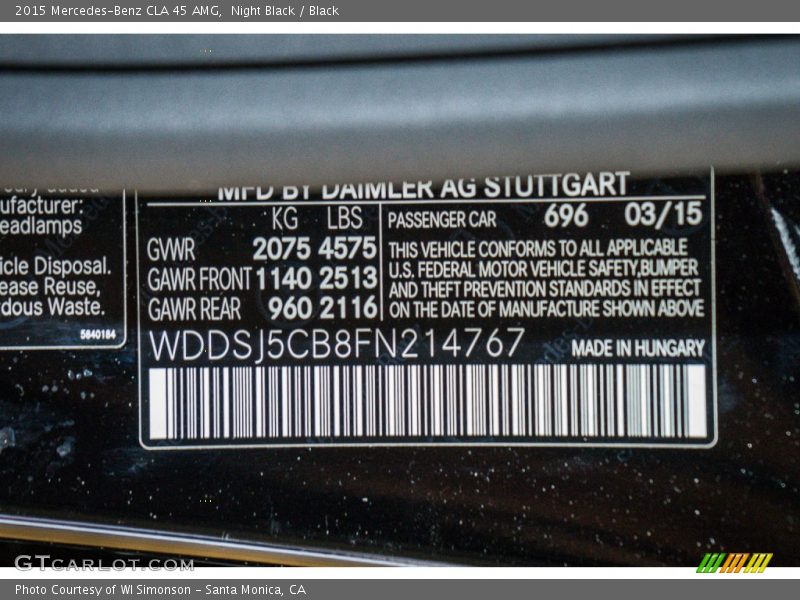 2015 Mercedes-Benz CLA 45 AMG, Night Black / Black
ufacturer:
eadlamps
icle Disposal.
ease Reuse,
rdous Waste.
5840184
MFD BY DAIMLER AG STUTTGART
KG LBS
GWR 2075 4575
GAWR FRONT 1140 2513
GAWR REAR 960 2116
PASSENGER CAR 696 03/15
THIS VEHICLE CONFORMS TO ALL APPLICABLE
U.S. FEDERAL MOTOR VEHICLE SAFETY,BUMPER
AND THEFT PREVENTION STANDARDS IN EFFECT
ON THE DATE OF MANUFACTURE SHOWN ABOVE
WDDSJ5CB8FN214767 MADE IN HUNGARY
GTCARLOT.COM
Photo Courtesy of WI Simonson – Santa Monica, CA